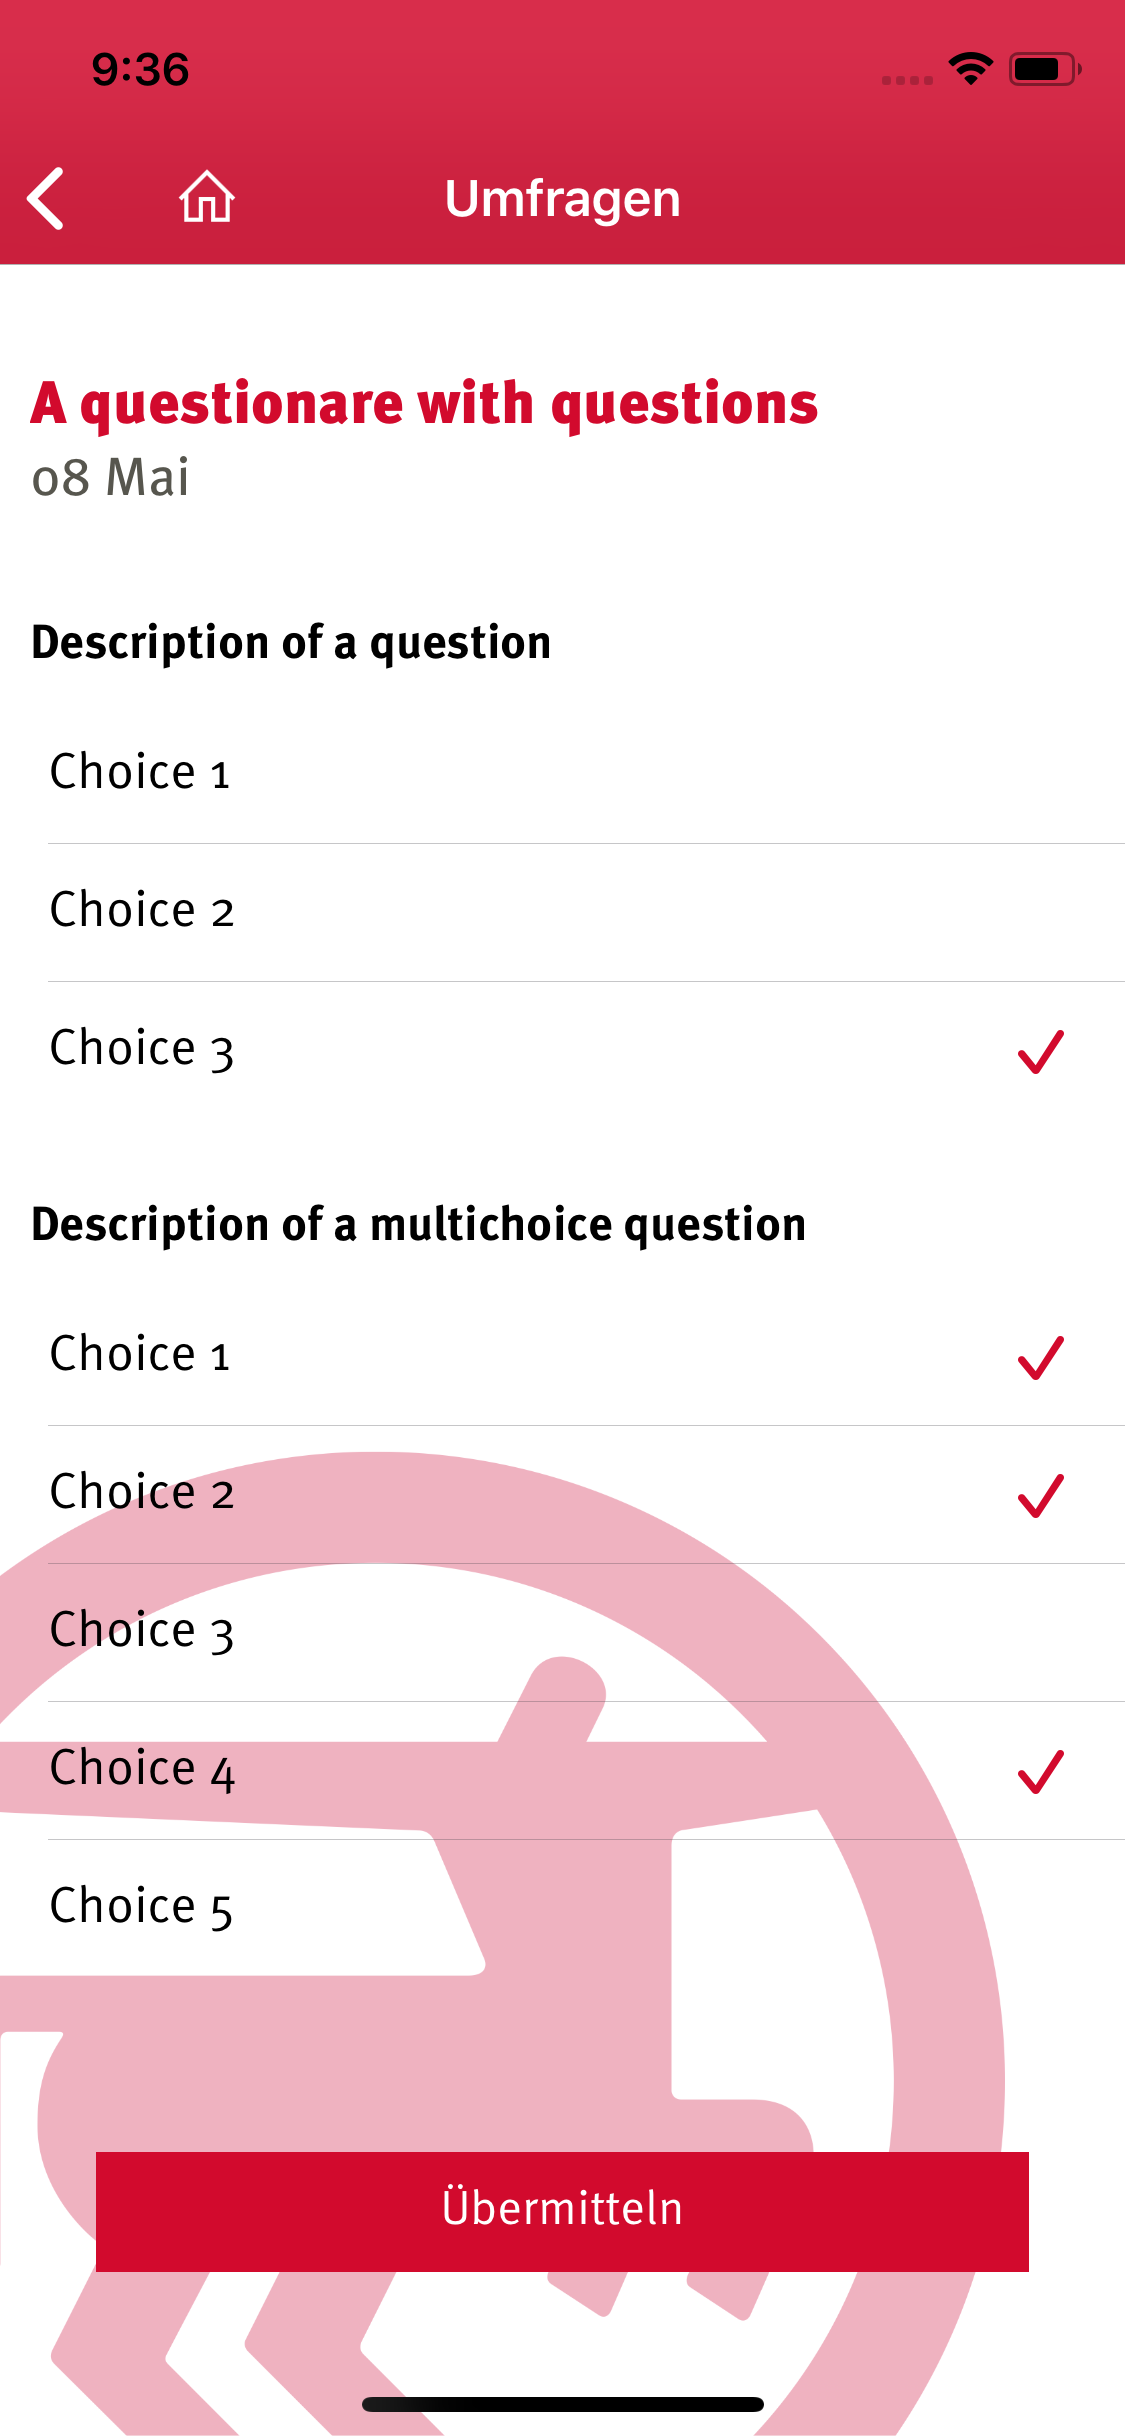 9:36
Umfragen
A questionare with questions
08 Mai
Description of a question
Choice 1
Choice 2
Choice 3
Description of a multichoice question
Choice 1
Choice 2
Choice 3
Choice 4
Choice 5
Übermitteln